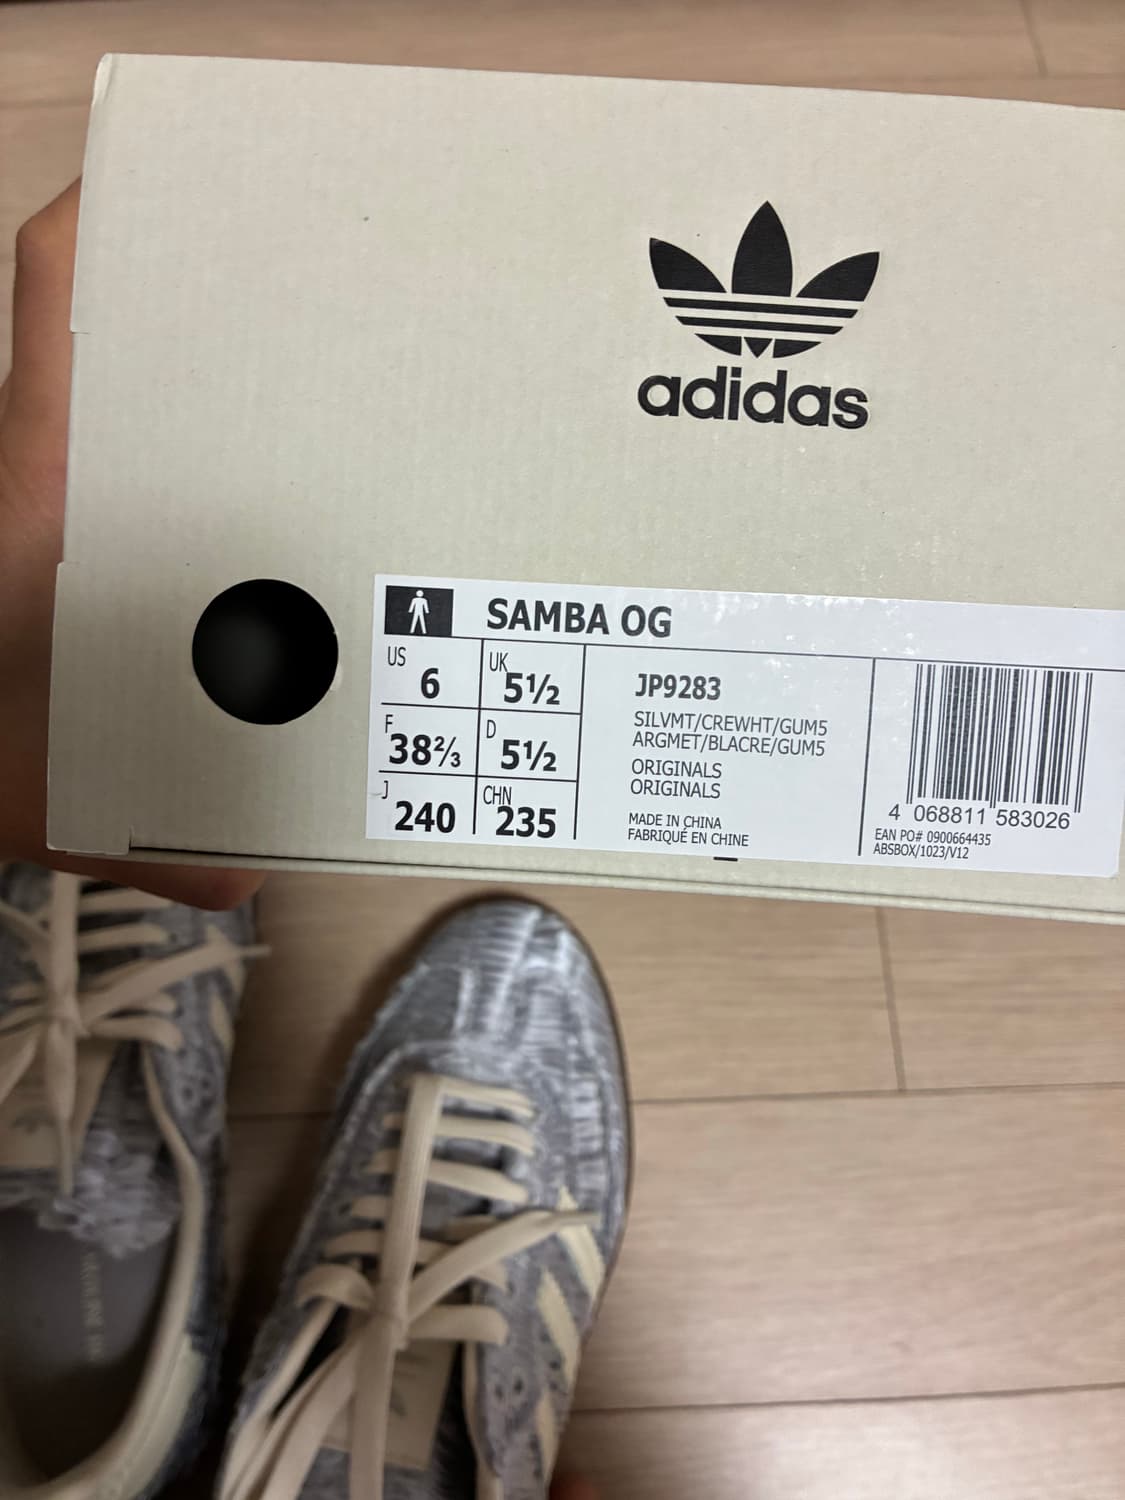 adidas
SAMBA OG
US 6 UK 5½
F 38⅔ D 5½
J 240 CHN 235
JP9283
SILVMT/CREWHT/GUM5
ARGMET/BLACRE/GUM5
ORIGINALS
ORIGINALS
MADE IN CHINA
FABRIQUÉ EN CHINE
4 068811 583026
EAN PO# 0900664435
ABSBOX/1023/V12